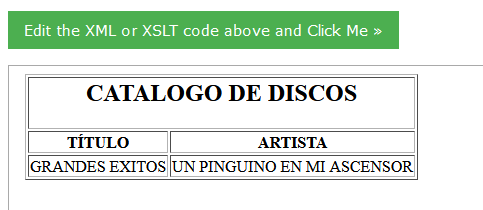 Edit the XML or XSLT code above and Click Me »
CATALOGO DE DISCOS
TÍTULO ARTISTA
GRANDES EXITOS UN PINGUINO EN MI ASCENSOR